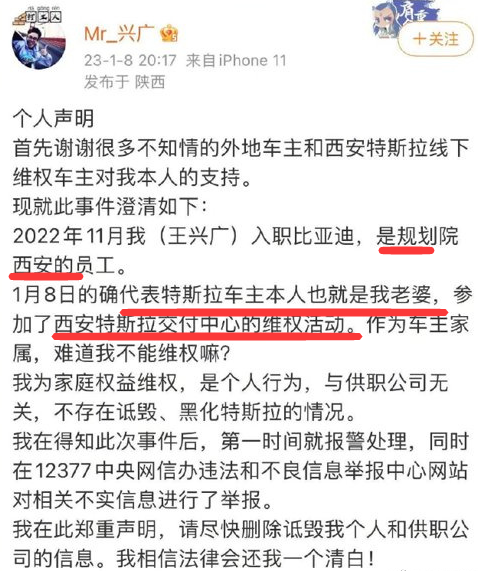 打工人
Mr_兴广
23-1-8 20:17 来自iPhone 11
发布于 陕西
+关注
个人声明
首先谢谢很多不知情的外地车主和西安特斯拉线下
维权车主对我本人的支持。
现就此事件澄清如下:
2022年11月我（王兴广）入职比亚迪，是规划院
西安的员工。
1月8日的确代表特斯拉车主本人也就是我老婆，参
加了西安特斯拉交付中心的维权活动。作为车主家
属，难道我不能维权嘛?
我为家庭权益维权，是个人行为，与供职公司无
关，不存在诋毁、黑化特斯拉的情况。
我在得知此次事件后，第一时间就报警处理，同时
在12377中央网信办违法和不良信息举报中心网站
对相关不实信息进行了举报。
我在此郑重声明，请尽快删除诋毁我个人和供职公
司的信息。我相信法律会还我一个清白！